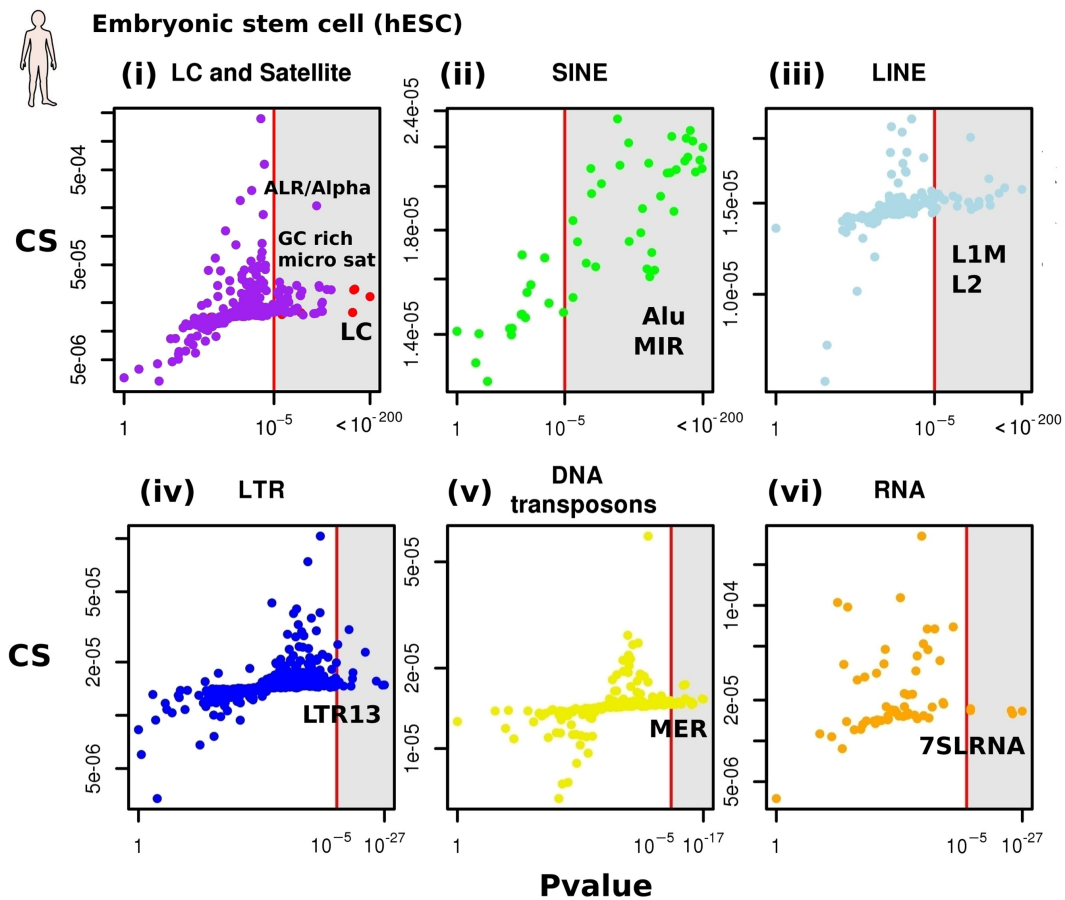 Embryonic stem cell (hESC)
(i) LC and Satellite
(ii) SINE
(iii) LINE
CS
5e-04
5e-05
5e-06
ALR/Alpha
GC rich
micro sat
LC
1
10⁻⁵
<10⁻²⁰⁰
2.4e-05
1.8e-05
1.4e-05
Alu
MIR
1
10⁻⁵
<10⁻²⁰⁰
1.5e-05
1.0e-05
L1M
L2
1
10⁻⁵
<10⁻²⁰⁰
(iv) LTR
(v) DNA
transposons
(vi) RNA
CS
5e-05
2e-05
5e-06
LTR13
1
10⁻⁵
10⁻²⁷
5e-05
2e-05
1e-05
MER
1
10⁻⁵
10⁻¹⁷
1e-04
2e-05
5e-06
7SLRNA
1
10⁻⁵
10⁻²⁷
Pvalue